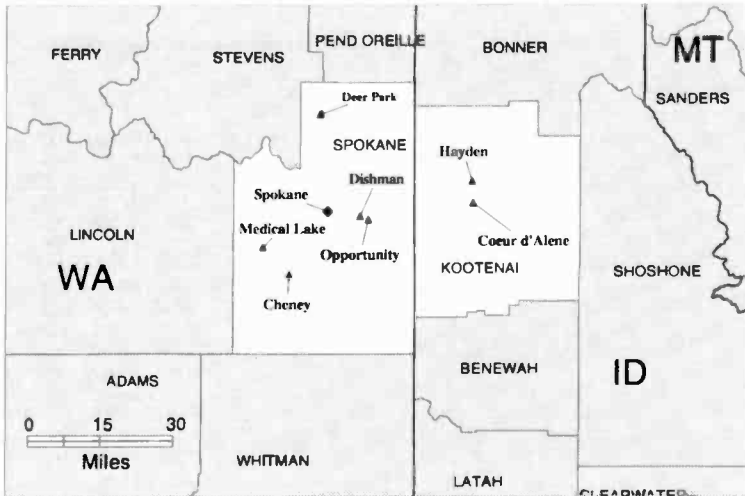 PEND OREILLE
BONNER
MT
FERRY
STEVENS
SANDERS
Deer Park
SPOKANE
Hayden
Dishman
Spokane
Medical Lake
LINCOLN
Opportunity
Coeur d'Alene
WA
KOOTENAI
SHOSHONE
Cheney
ADAMS
BENEWAH
ID
0 15 30
Miles
WHITMAN
LATAH
CLEARWATER